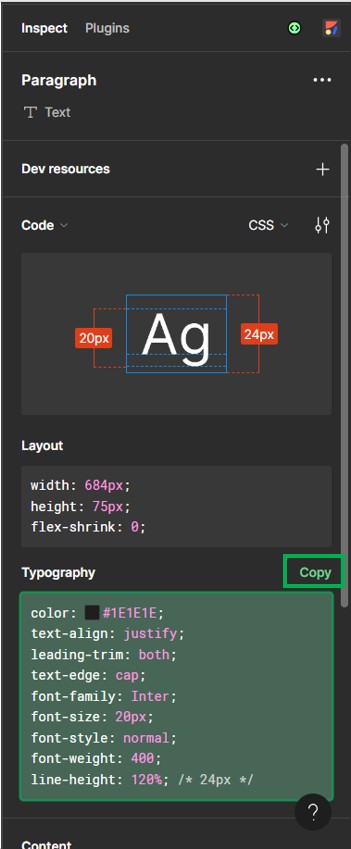 Inspect Plugins
Paragraph
Text
Dev resources
Code CSS
Ag
20px 24px
Layout
width: 684px;
height: 75px;
flex-shrink: 0;
Typography Copy
color: #1E1E1E;
text-align: justify;
leading-trim: both;
text-edge: cap;
font-family: Inter;
font-size: 20px;
font-style: normal;
font-weight: 400;
line-height: 120%; /* 24px */
?
Content